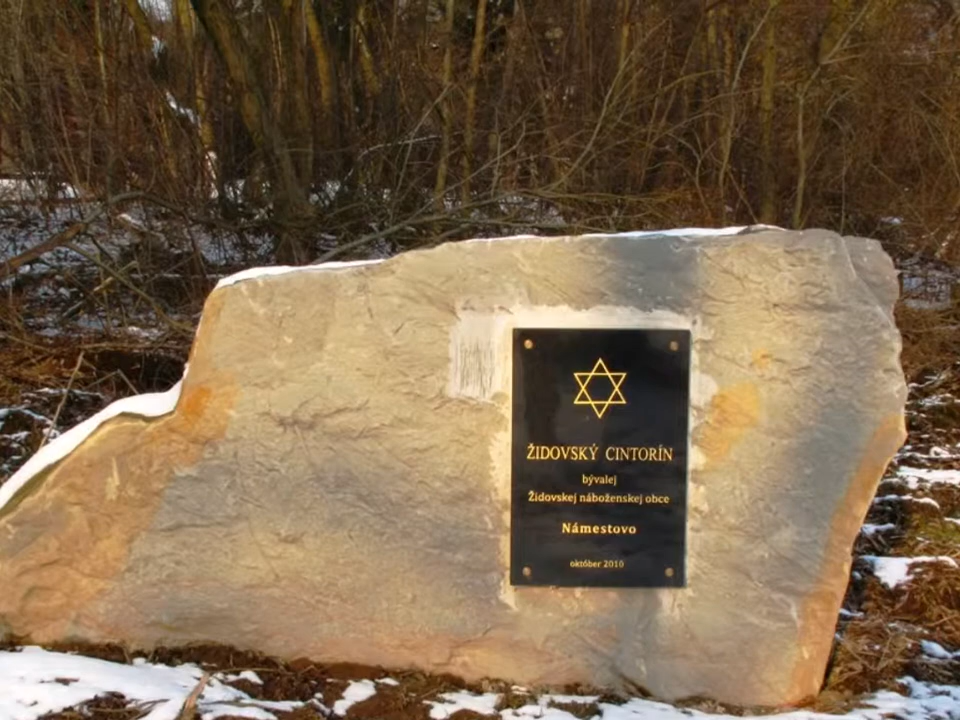 ŽIDOVSKÝ CINTORÍN
bývalej
Židovskej náboženskej obce
Námestovo
október 2010